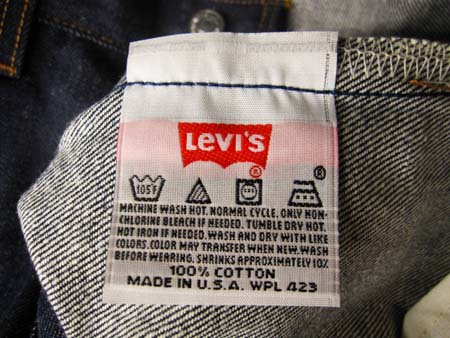 LEVI'S
®
105F
®
MACHINE WASH HOT. NORMAL CYCLE. ONLY NON-
CHLORINE BLEACH IF NEEDED. TUMBLE DRY HOT.
HOT IRON IF NEEDED. WASH AND DRY WITH LIKE
COLORS. COLOR MAY TRANSFER WHEN NEW. WASH
BEFORE WEARING. SHRINKS APPROXIMATELY 10%
100% COTTON
MADE IN U.S.A. WPL 423